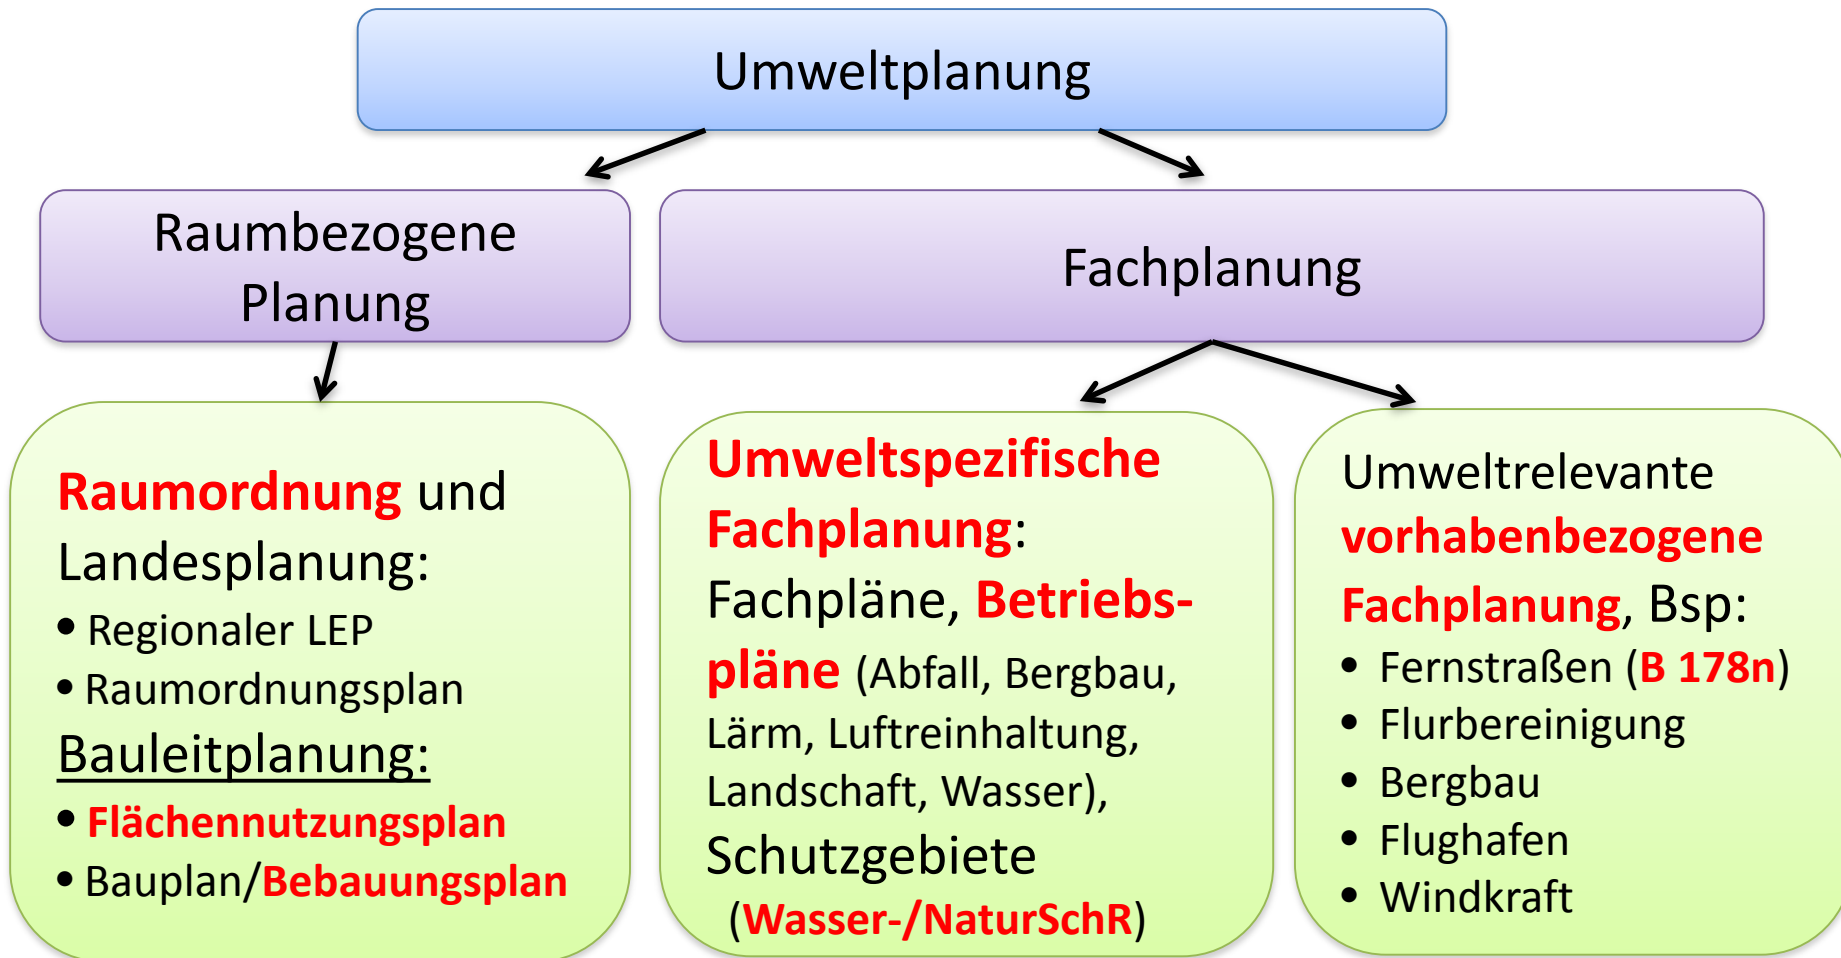 Umweltplanung
Raumbezogene
Planung
Fachplanung
Raumordnung und
Landesplanung:
• Regionaler LEP
• Raumordnungsplan
Bauleitplanung:
• Flächennutzungsplan
• Bauplan/Bebauungsplan
Umweltspezifische
Fachplanung:
Fachpläne, Betriebs-
pläne (Abfall, Bergbau,
Lärm, Luftreinhaltung,
Landschaft, Wasser),
Schutzgebiete
(Wasser-/NaturSchR)
Umweltrelevante
vorhabenbezogene
Fachplanung, Bsp:
• Fernstraßen (B 178n)
• Flurbereinigung
• Bergbau
• Flughafen
• Windkraft